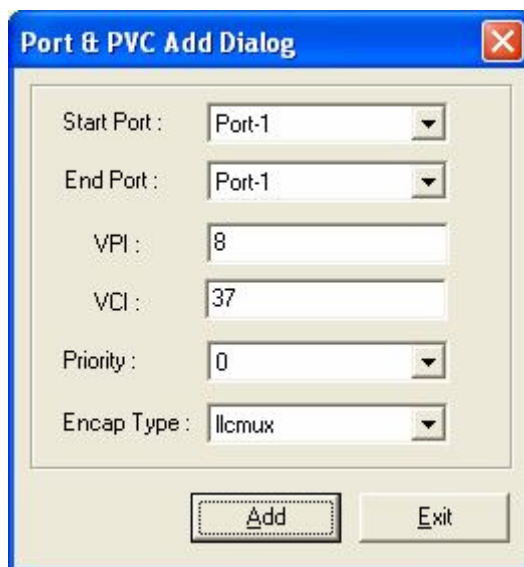 Port & PVC Add Dialog
Start Port : Port-1
End Port : Port-1
VPI : 8
VCI : 37
Priority : 0
Encap Type : llcmux
Add Exit